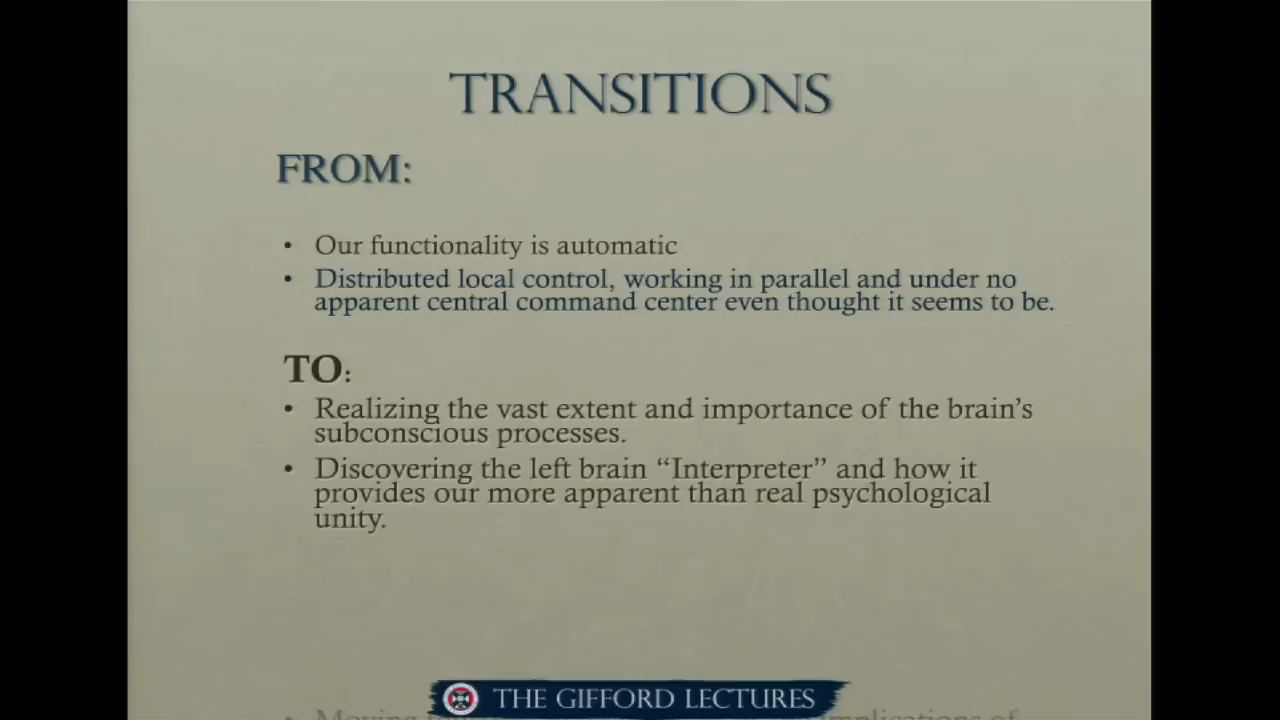 TRANSITIONS
FROM:
• Our functionality is automatic
• Distributed local control, working in parallel and under no
apparent central command center even thought it seems to be.
TO:
• Realizing the vast extent and importance of the brain's
subconscious processes.
• Discovering the left brain “Interpreter” and how it
provides our more apparent than real psychological
unity.
THE GIFFORD LECTURES
• Moving